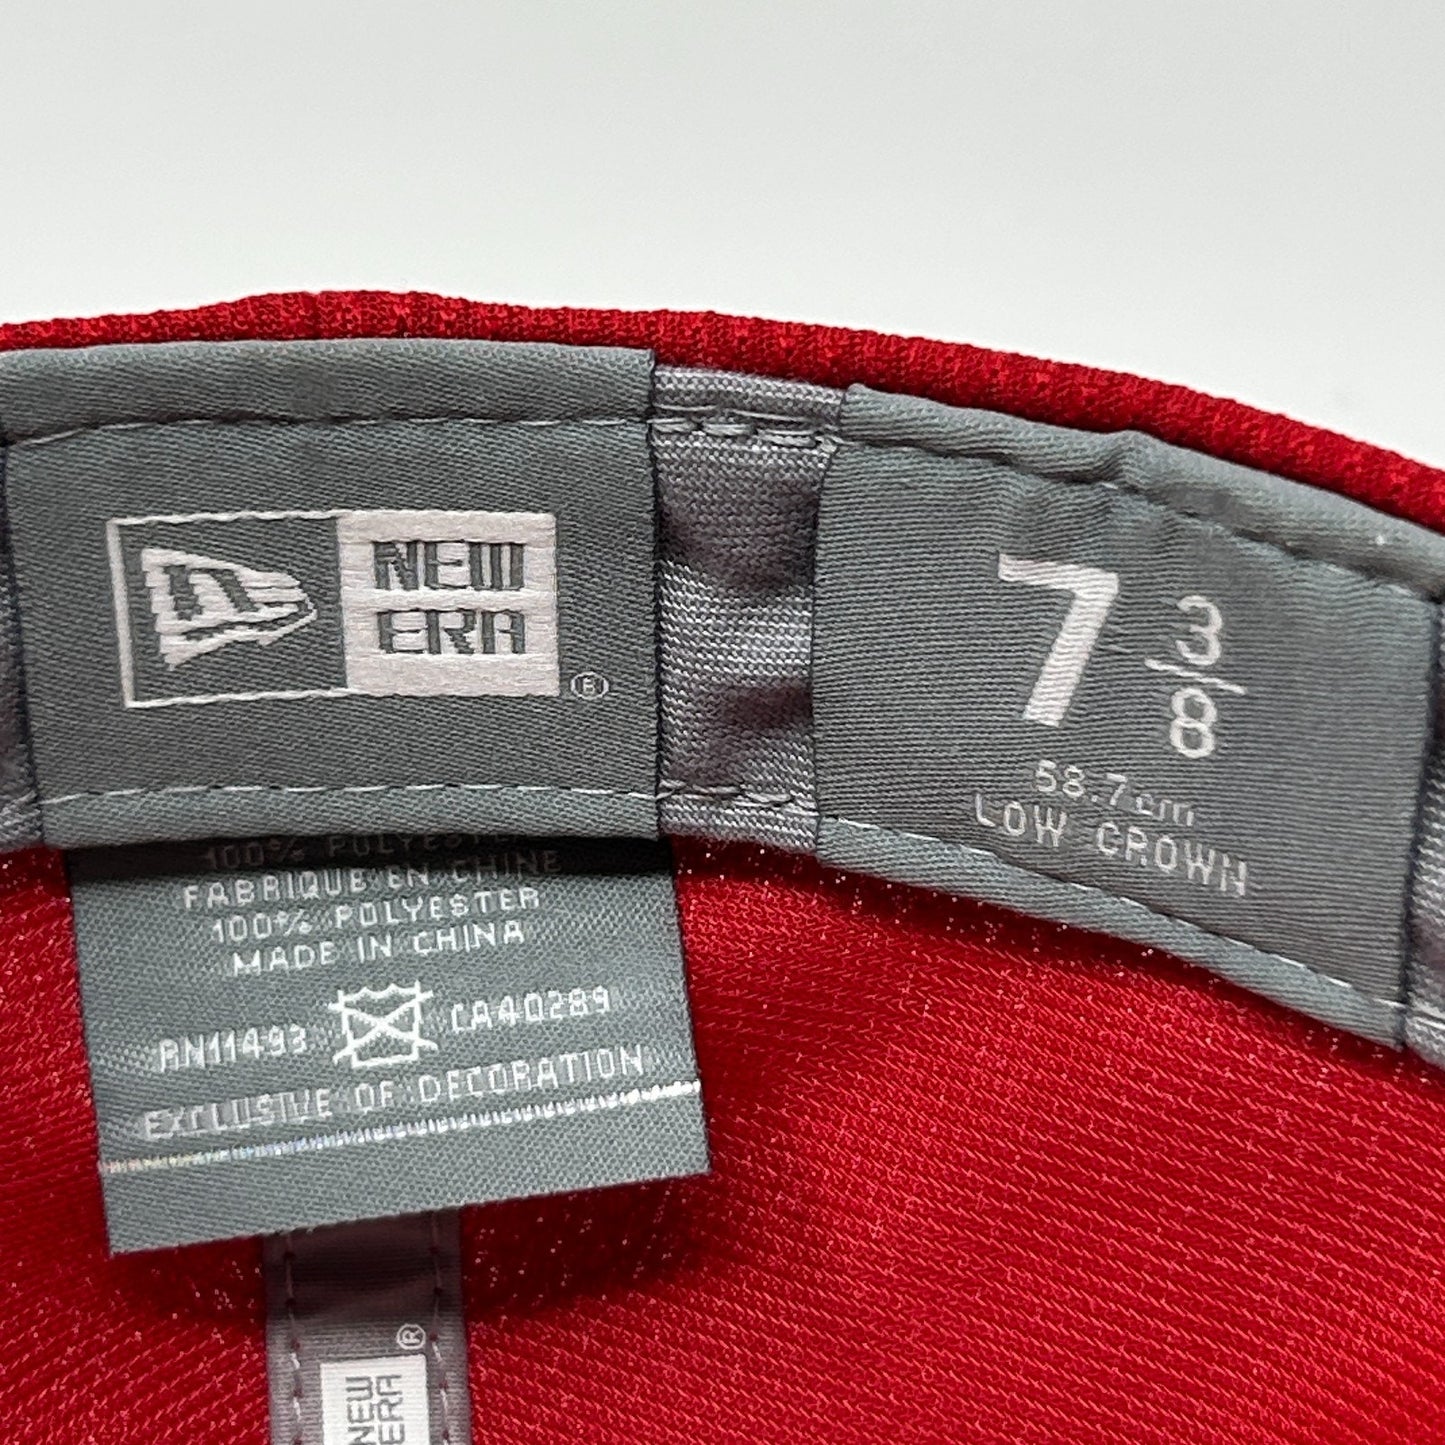 NEW
ERA
®
7 3/8
58.7cm
LOW CROWN
100% POLYESTER
FABRIQUE EN CHINE
100% POLYESTER
MADE IN CHINA
RN11493 CA40289
EXCLUSIVE OF DECORATION
®
NEW
ERA